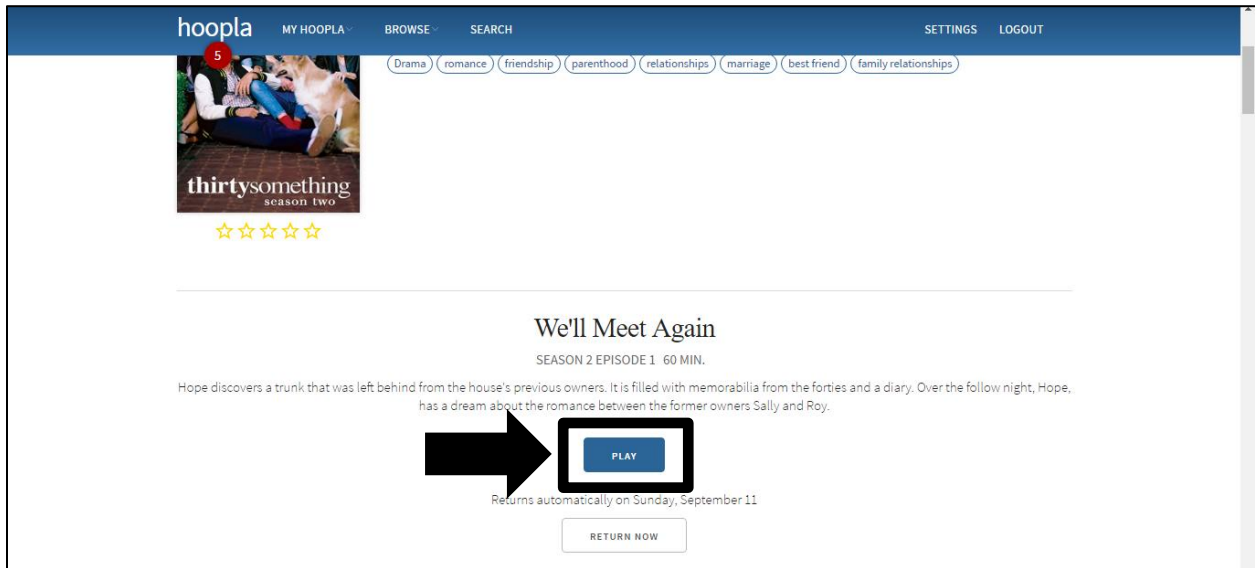 hoopla MY HOOPLA BROWSE SEARCH SETTINGS LOGOUT
5
Drama romance friendship parenthood relationships marriage best friend family relationships
thirtysomething
season two
We'll Meet Again
SEASON 2 EPISODE 1 60 MIN.
Hope discovers a trunk that was left behind from the house's previous owners. It is filled with memorabilia from the forties and a diary. Over the follow night, Hope,
has a dream about the romance between the former owners Sally and Roy.
PLAY
Returns automatically on Sunday, September 11
RETURN NOW